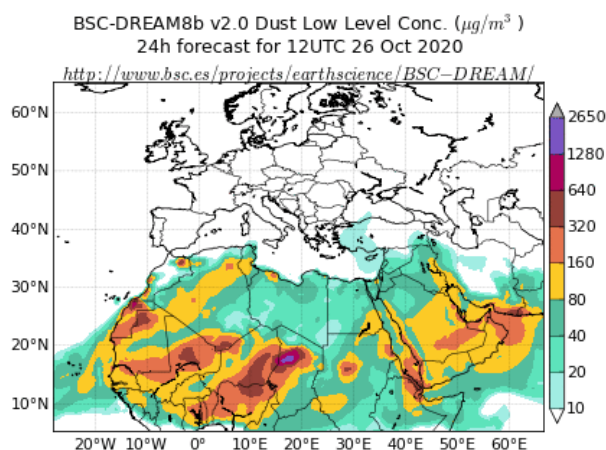 BSC-DREAM8b v2.0 Dust Low Level Conc. (μg/m³ )
24h forecast for 12UTC 26 Oct 2020
http://www.bsc.es/projects/earthscience/BSC−DREAM/
60°N
50°N
40°N
30°N
20°N
10°N
20°W 10°W 0° 10°E 20°E 30°E 40°E 50°E 60°E
2650
1280
640
320
160
80
40
20
10